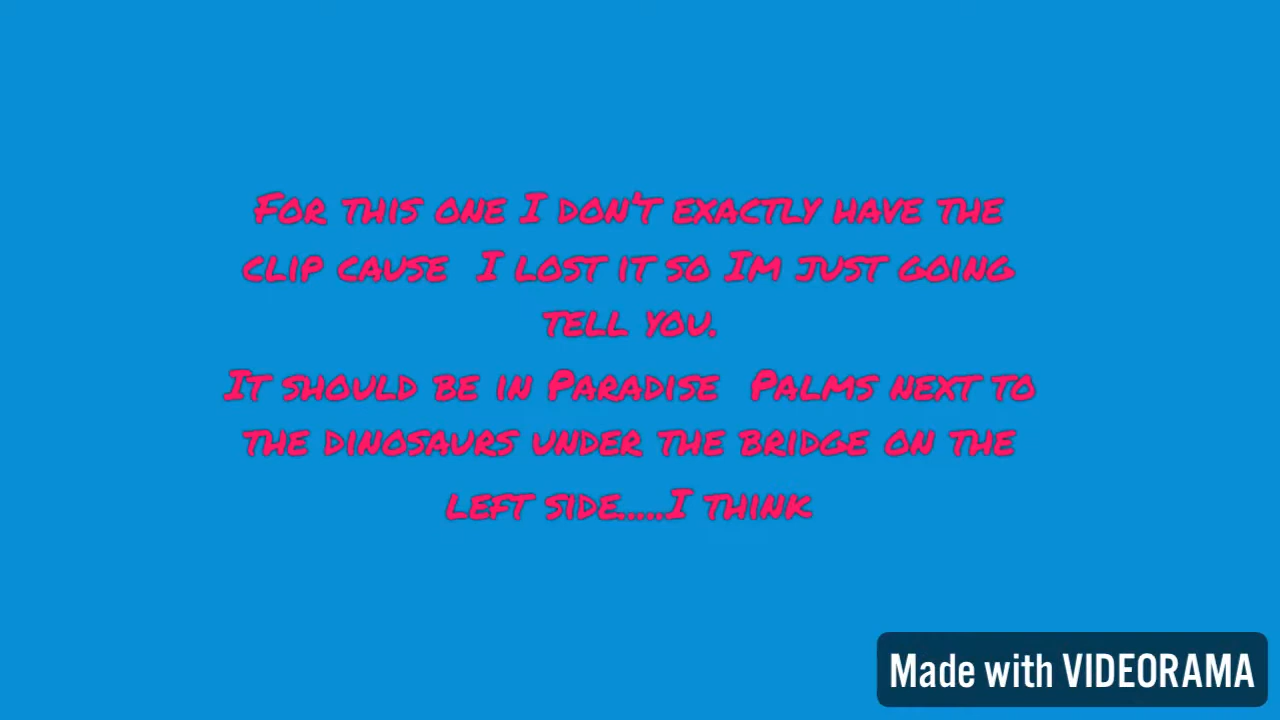 For this one I don't exactly have the
clip cause  I lost it so Im just going
tell you.
It should be in Paradise  Palms next to
the dinosaurs under the bridge on the
left side.....I think
Made with VIDEORAMA